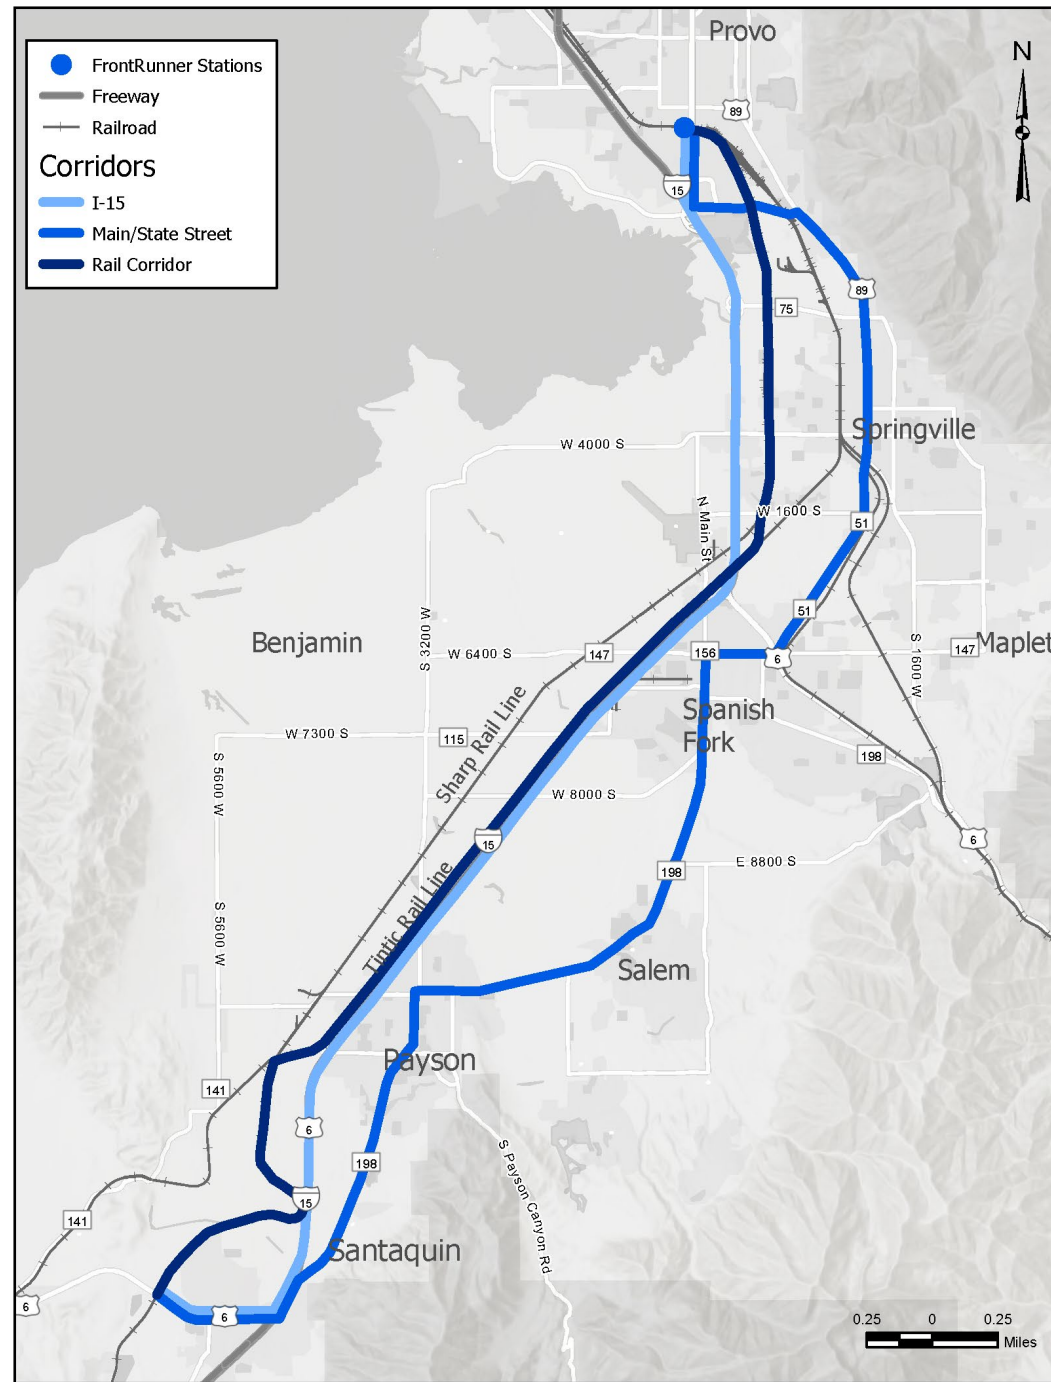 Provo
N
FrontRunner Stations
Freeway
Railroad
Corridors
I-15
Main/State Street
Rail Corridor
89
15
89
75
Springville
W 4000 S
N Main St
W 1600 S
51
51
Benjamin
S 3200 W
W 6400 S
147
156
6
S 1600 W
147
Maplet
Sharp Rail Line
Spanish
Fork
W 7300 S
115
198
S 5600 W
W 8000 S
15
6
E 8800 S
198
Tintic Rail Line
S 5600 W
Salem
Payson
141
6
198
S Payson Canyon Rd
15
141
Santaquin
6
6
0.25
0
0.25
Miles